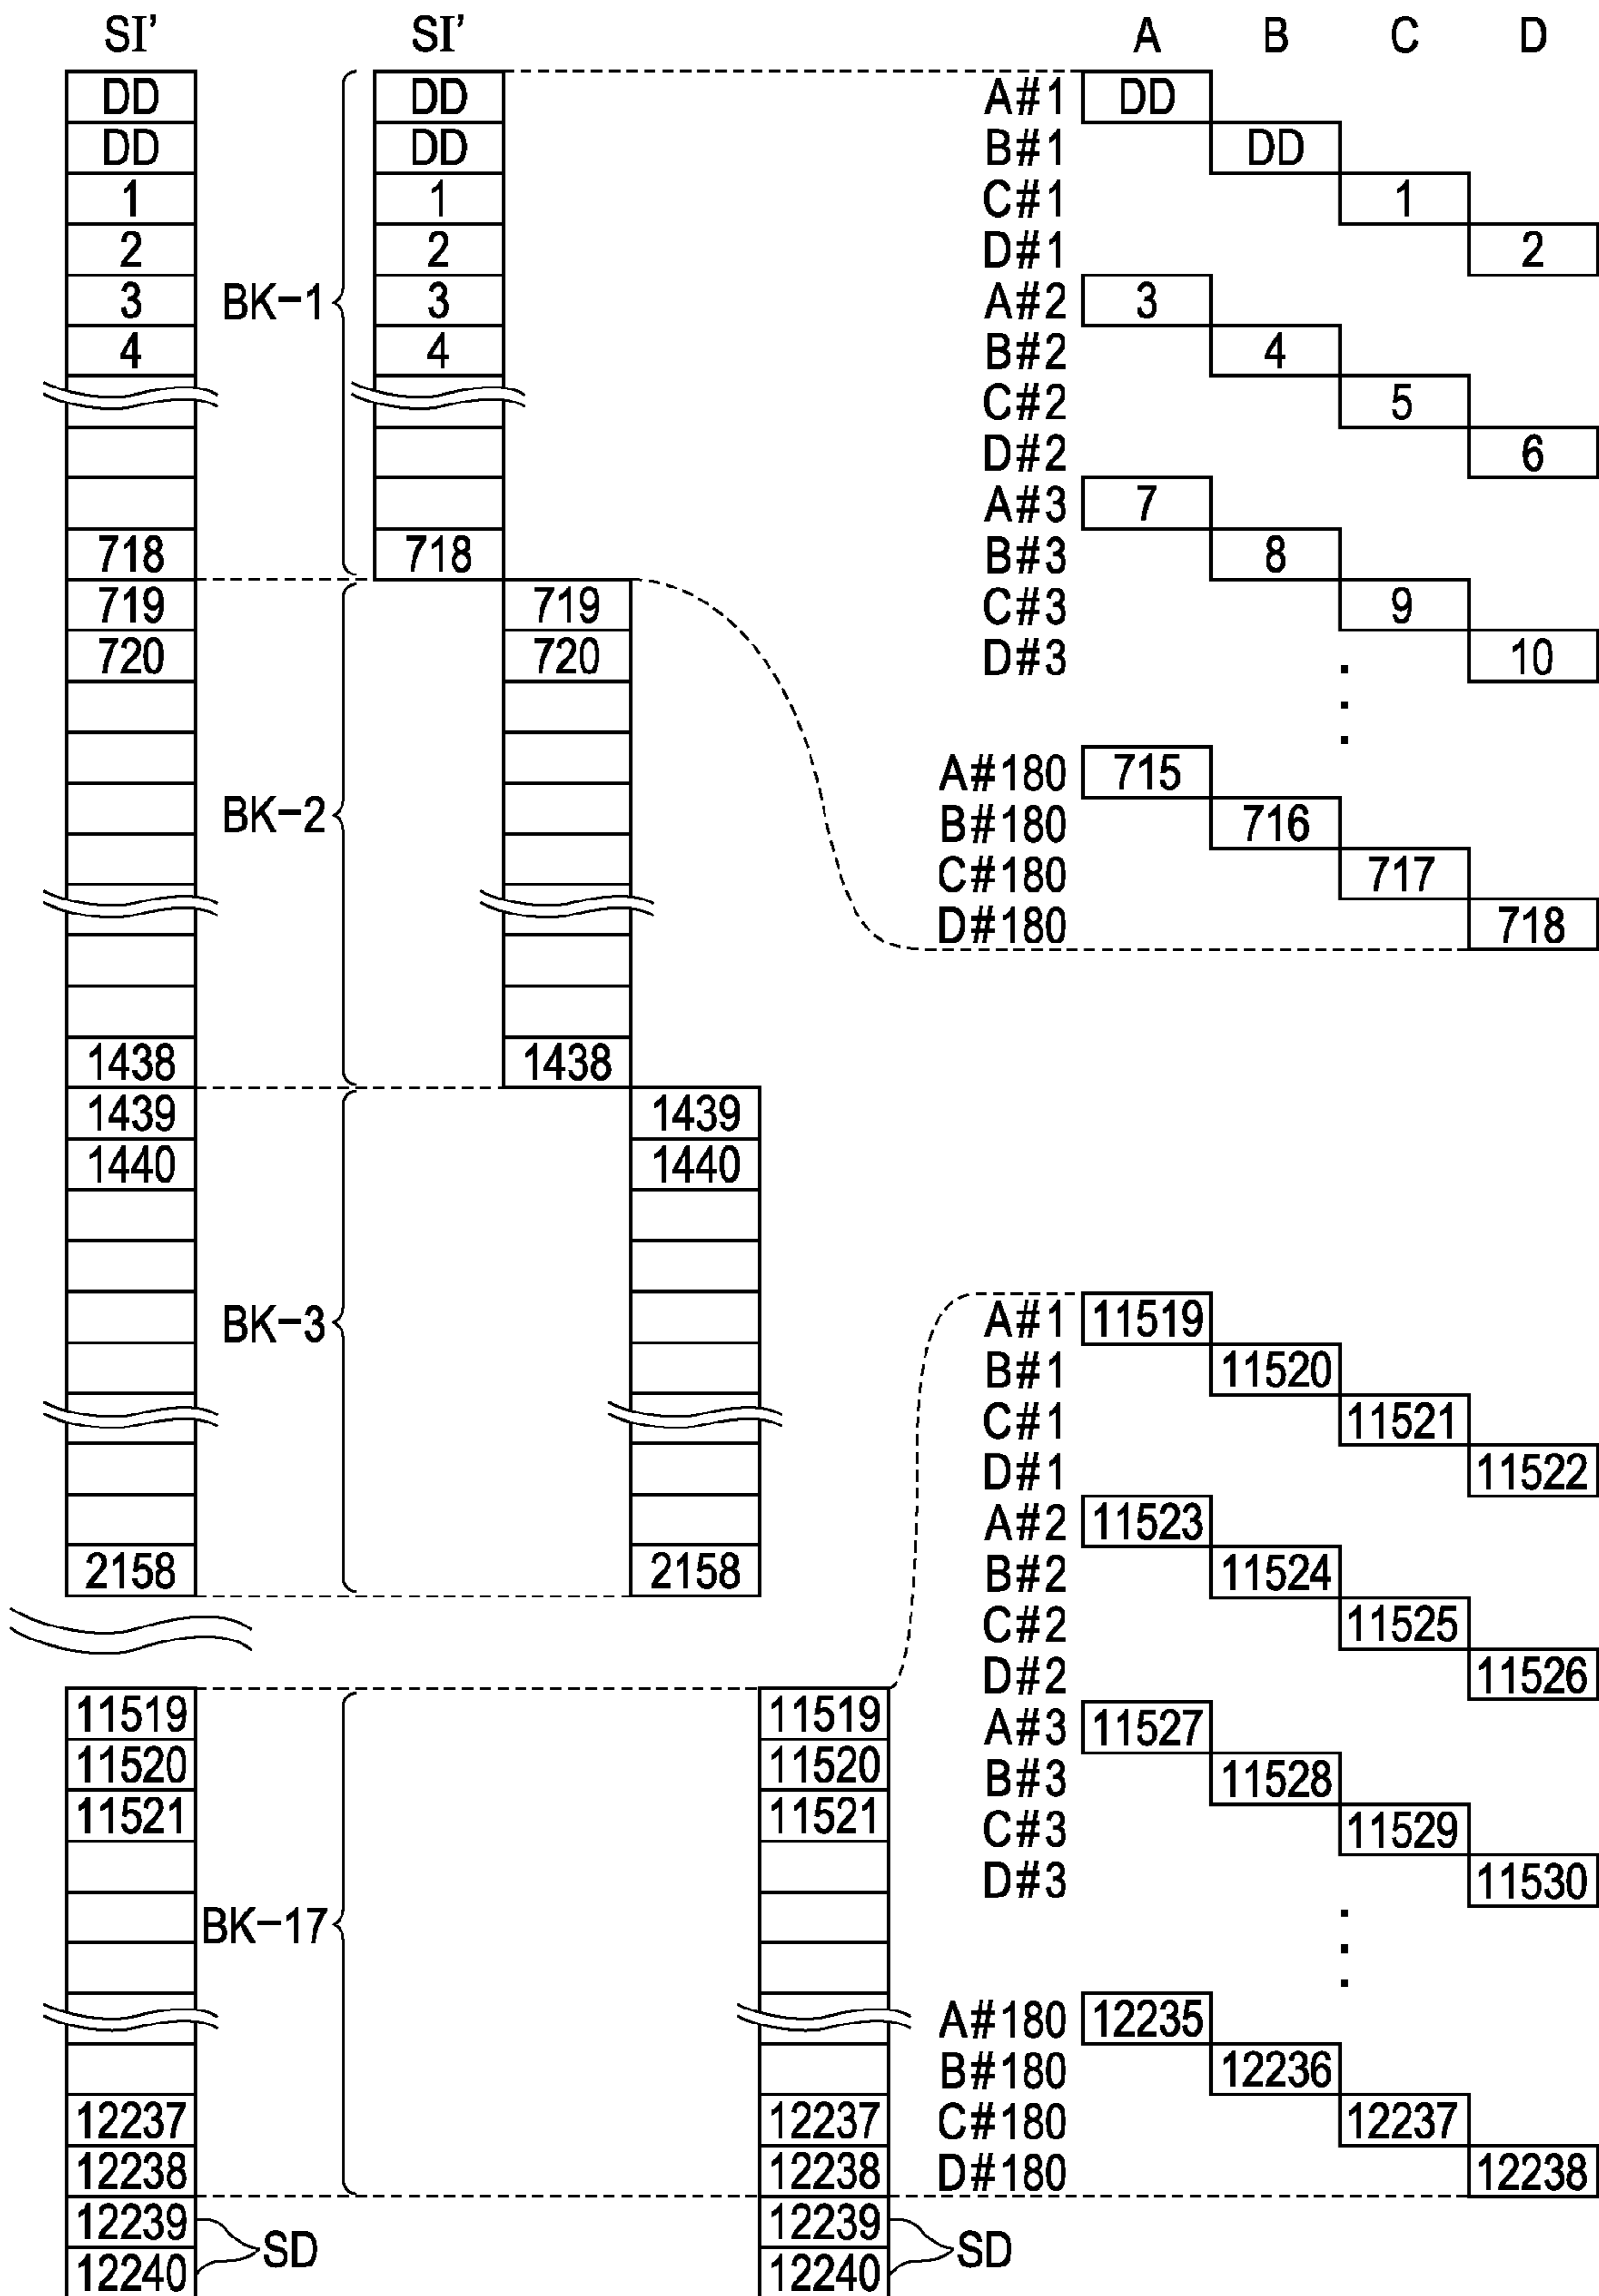 SI’ SI’ A B C D
DD DD A#1 DD
DD DD B#1 DD
1 1 C#1 1
2 2 D#1 2
3 BK−1 3 A#2 3
4 4 B#2 4
C#2 5
D#2 6
A#3 7
718 718 B#3 8
719 719 C#3 9
720 720 D#3 10
A#180 715
BK−2 B#180 716
C#180 717
D#180 718
1438 1438
1439 1439
1440 1440
BK−3 A#1 11519
B#1 11520
C#1 11521
D#1 11522
A#2 11523
2158 2158 B#2 11524
C#2 11525
D#2 11526
11519 11519 A#3 11527
11520 11520 B#3 11528
11521 11521 C#3 11529
D#3 11530
BK−17
A#180 12235
B#180 12236
12237 12237 C#180 12237
12238 12238 D#180 12238
12239 12239
SD SD
12240 12240